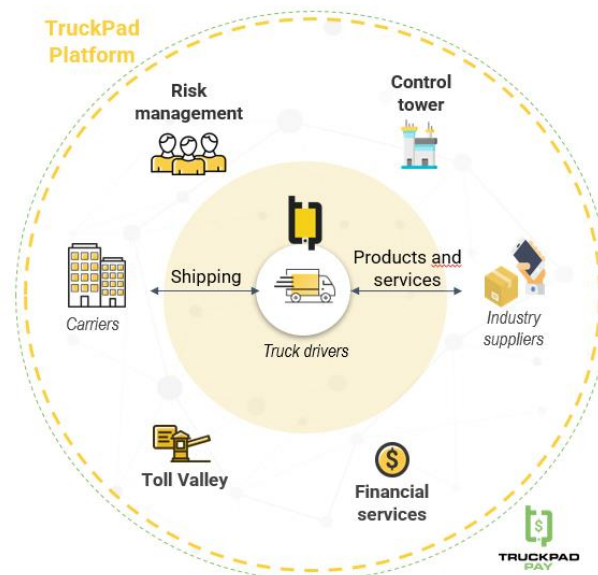 TruckPad
Platform
Risk
management
Control
tower
Shipping
Products and
services
Carriers
Truck drivers
Industry
suppliers
Toll Valley
$
Financial
services
$
TRUCKPAD
PAY